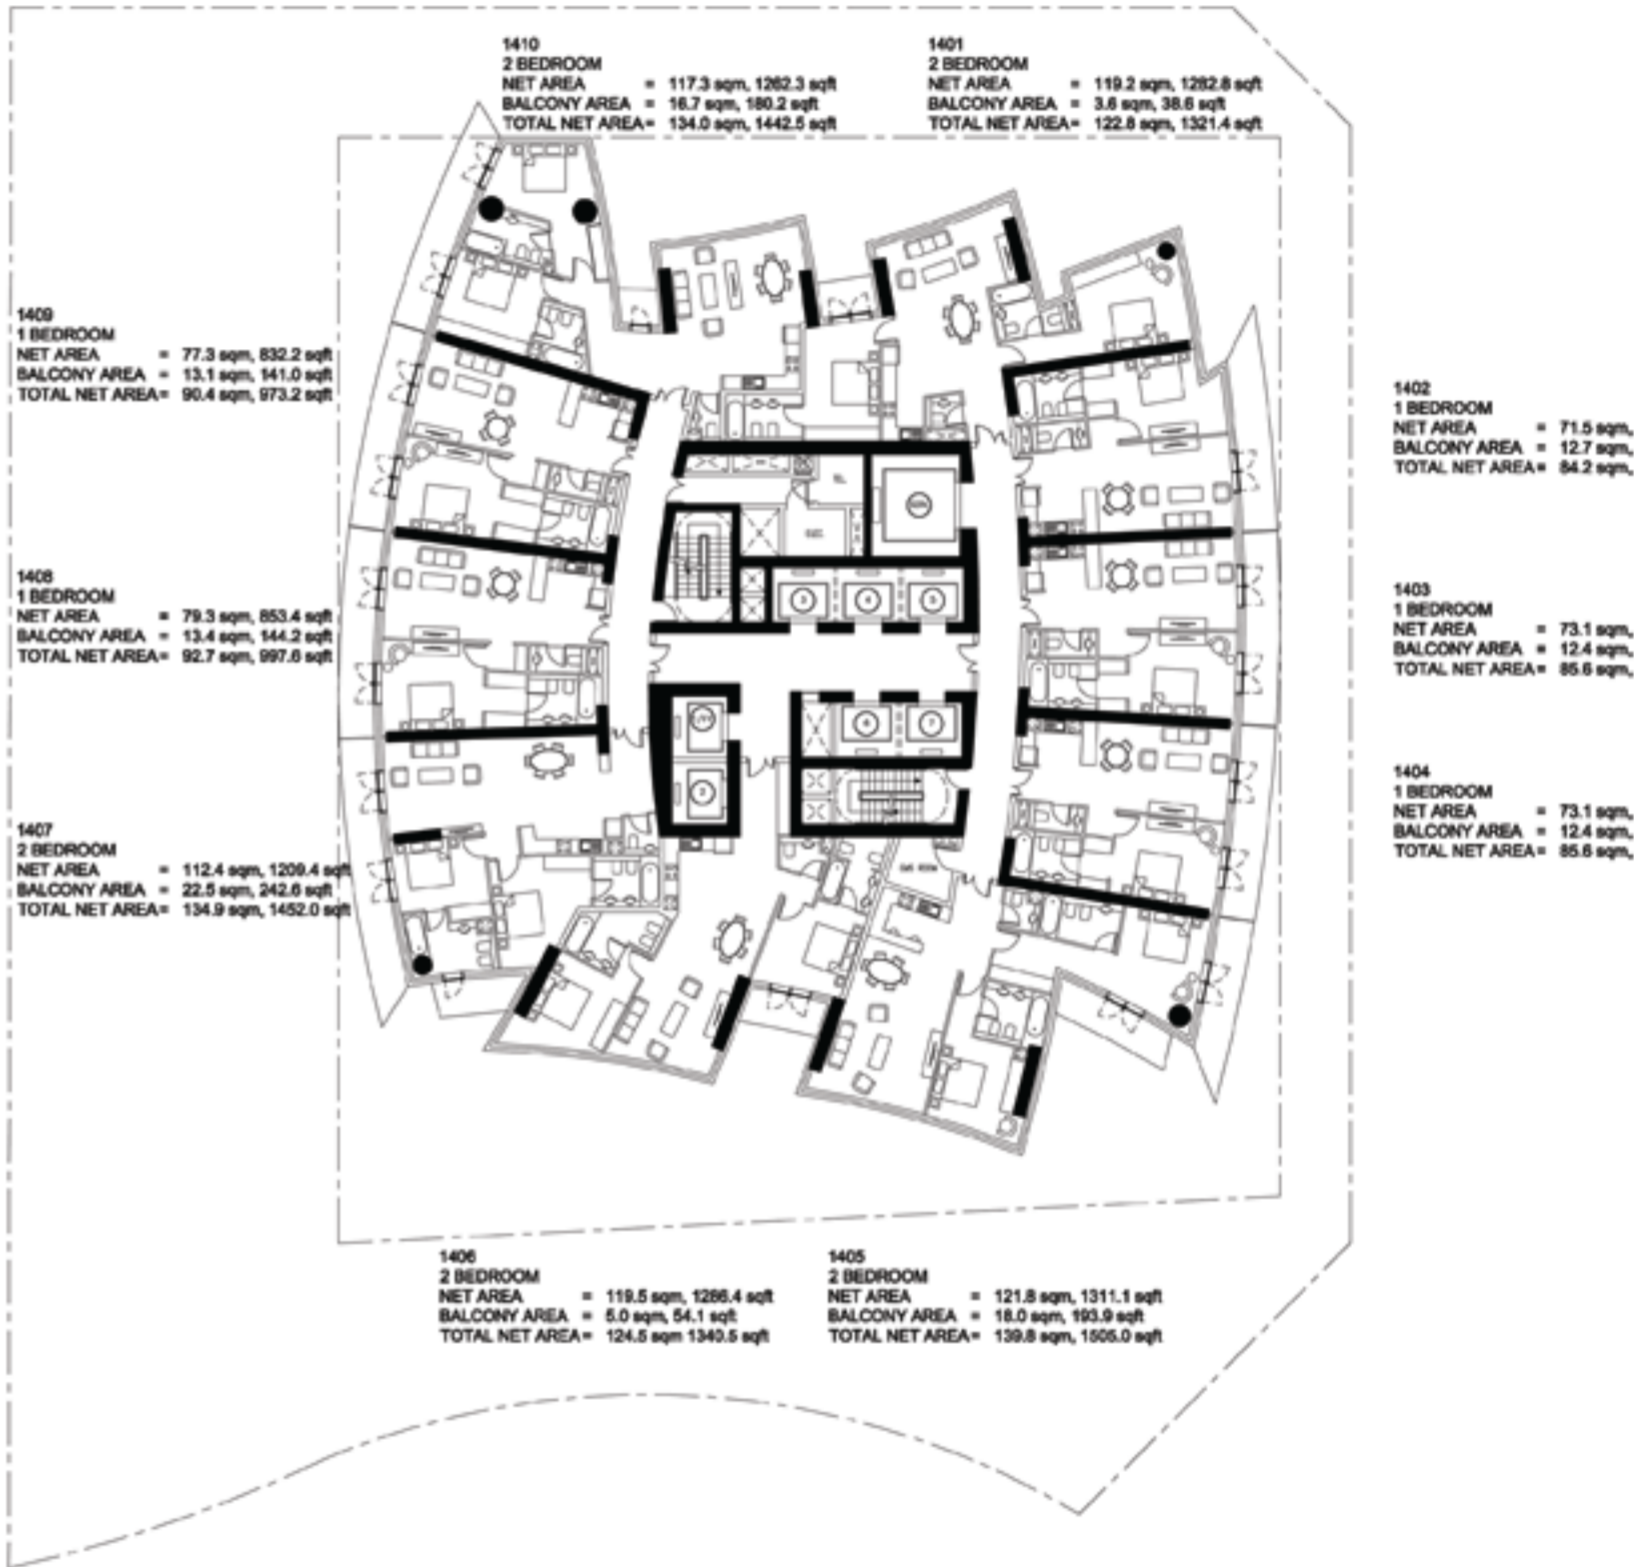 1410
2 BEDROOM
NET AREA = 117.3 sqm, 1262.3 sqft
BALCONY AREA = 16.7 sqm, 180.2 sqft
TOTAL NET AREA= 134.0 sqm, 1442.5 sqft
1401
2 BEDROOM
NET AREA = 119.2 sqm, 1282.8 sqft
BALCONY AREA = 3.6 sqm, 38.6 sqft
TOTAL NET AREA= 122.8 sqm, 1321.4 sqft
1409
1 BEDROOM
NET AREA = 77.3 sqm, 832.2 sqft
BALCONY AREA = 13.1 sqm, 141.0 sqft
TOTAL NET AREA= 90.4 sqm, 973.2 sqft
1402
1 BEDROOM
NET AREA = 71.5 sqm,
BALCONY AREA = 12.7 sqm,
TOTAL NET AREA= 84.2 sqm,
1408
1 BEDROOM
NET AREA = 79.3 sqm, 853.4 sqft
BALCONY AREA = 13.4 sqm, 144.2 sqft
TOTAL NET AREA= 92.7 sqm, 997.6 sqft
1403
1 BEDROOM
NET AREA = 73.1 sqm,
BALCONY AREA = 12.4 sqm,
TOTAL NET AREA= 85.6 sqm,
1404
1 BEDROOM
NET AREA = 73.1 sqm,
BALCONY AREA = 12.4 sqm,
TOTAL NET AREA= 85.6 sqm,
1407
2 BEDROOM
NET AREA = 112.4 sqm, 1209.4 sqft
BALCONY AREA = 22.5 sqm, 242.6 sqft
TOTAL NET AREA= 134.9 sqm, 1452.0 sqft
ELEC.
3
4
5
6
7
2
GAS ROOM
1406
2 BEDROOM
NET AREA = 119.5 sqm, 1286.4 sqft
BALCONY AREA = 5.0 sqm, 54.1 sqft
TOTAL NET AREA= 124.5 sqm 1340.5 sqft
1405
2 BEDROOM
NET AREA = 121.8 sqm, 1311.1 sqft
BALCONY AREA = 18.0 sqm, 193.9 sqft
TOTAL NET AREA= 139.8 sqm, 1505.0 sqft